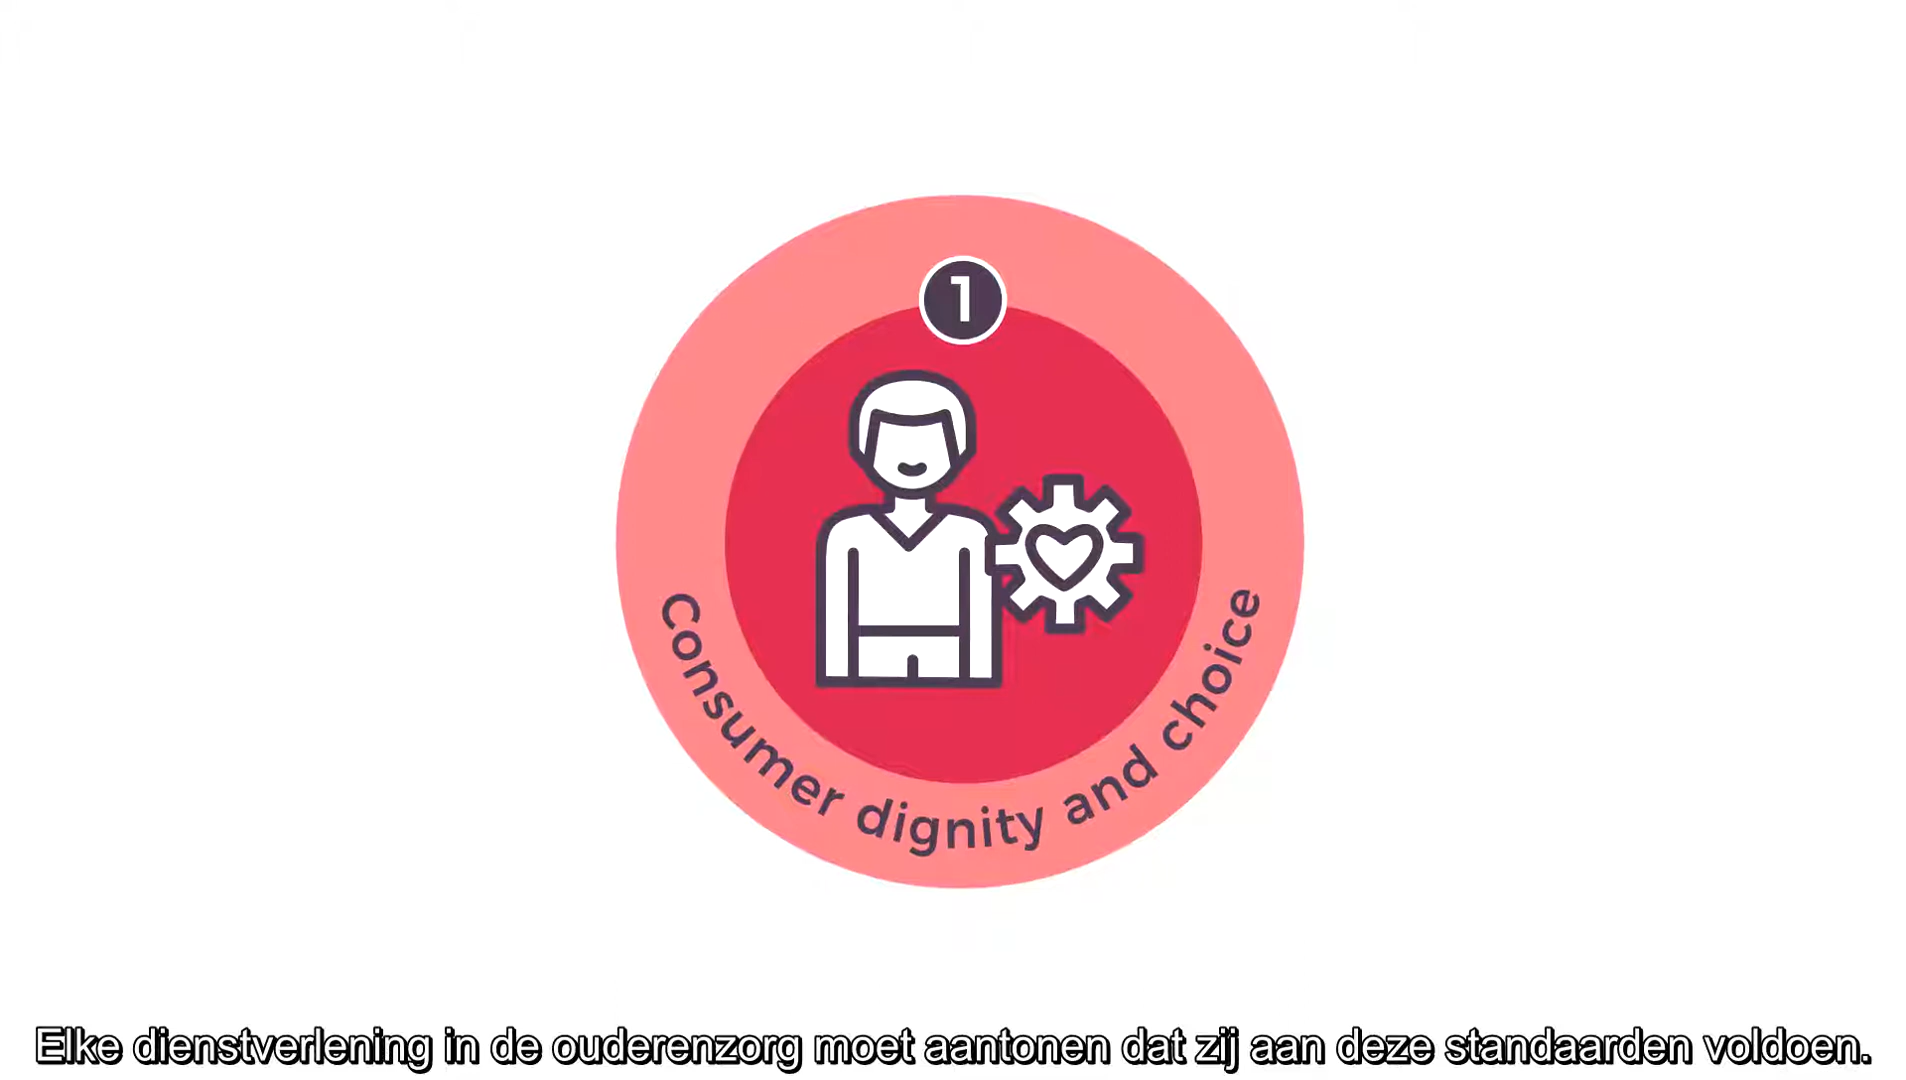 1
Consumer dignity and choice
Elke dienstverlening in de ouderenzorg moet aantonen dat zij aan deze standaarden voldoen.